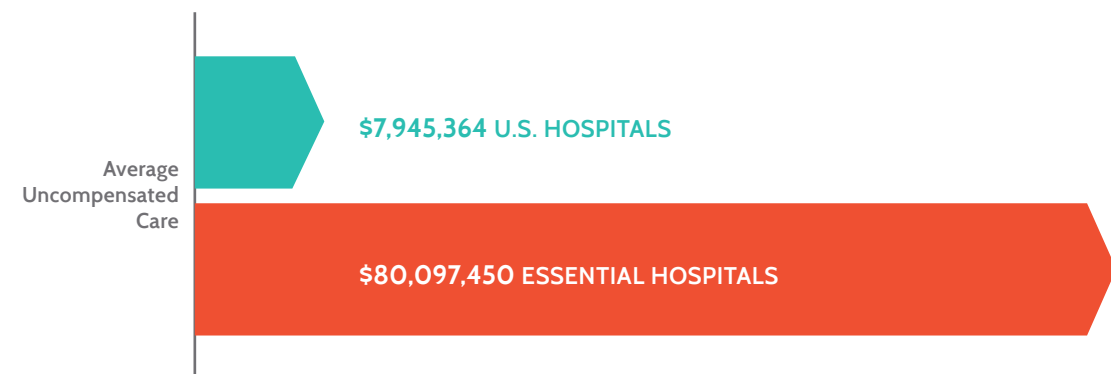 $7,945,364 U.S. HOSPITALS
Average
Uncompensated
Care
$80,097,450 ESSENTIAL HOSPITALS